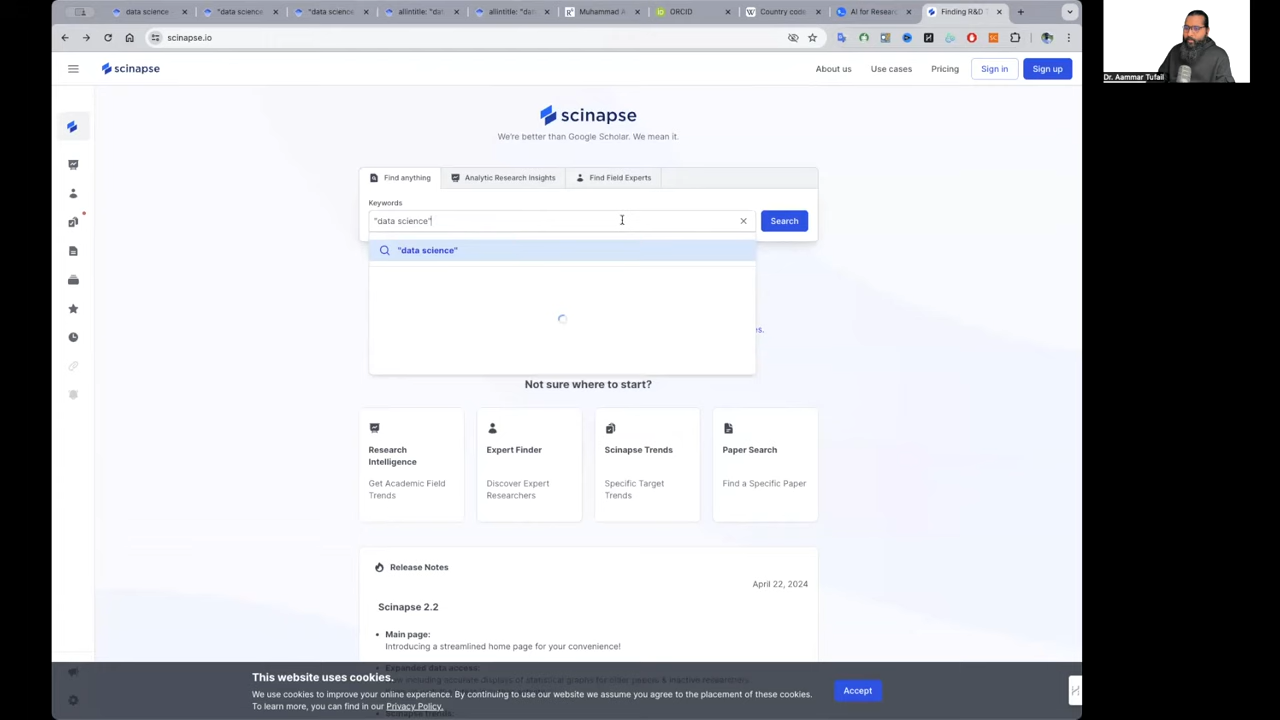 "data science"
"data science"
"data science"
allintitle: "dat
allintitle: "dat
Muhammad A
ORCID
Country code
AI for Resear
Finding R&D T
scinapse.io
scinapse
About us
Use cases
Pricing
Sign in
Sign up
Dr. Aammar Tufail
scinapse
We're better than Google Scholar. We mean it.
Find anything
Analytic Research Insights
Find Field Experts
Keywords
"data science"
Search
"data science"
es.
Not sure where to start?
Research
Intelligence
Get Academic Field
Trends
Expert Finder
Discover Expert
Researchers
Scinapse Trends
Specific Target
Trends
Paper Search
Find a Specific Paper
Release Notes
April 22, 2024
Scinapse 2.2
Main page:
Introducing a streamlined home page for your convenience!
Expanded data access:
This website uses cookies.
We use cookies to improve your online experience. By continuing to use our website we assume you agree to the placement of these cookies.
To learn more, you can find in our Privacy Policy.
Accept